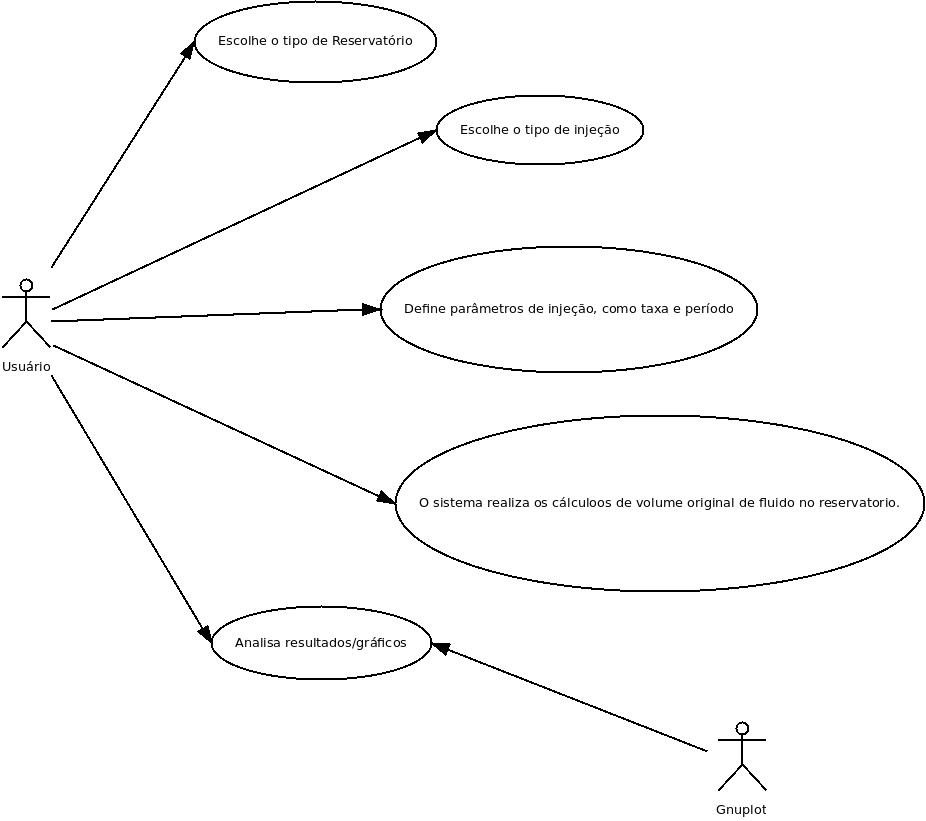 Escolhe o tipo de Reservatório
Escolhe o tipo de injeção
Define parâmetros de injeção, como taxa e período
Usuário
O sistema realiza os cálculoos de volume original de fluido no reservatorio.
Analisa resultados/gráficos
Gnuplot